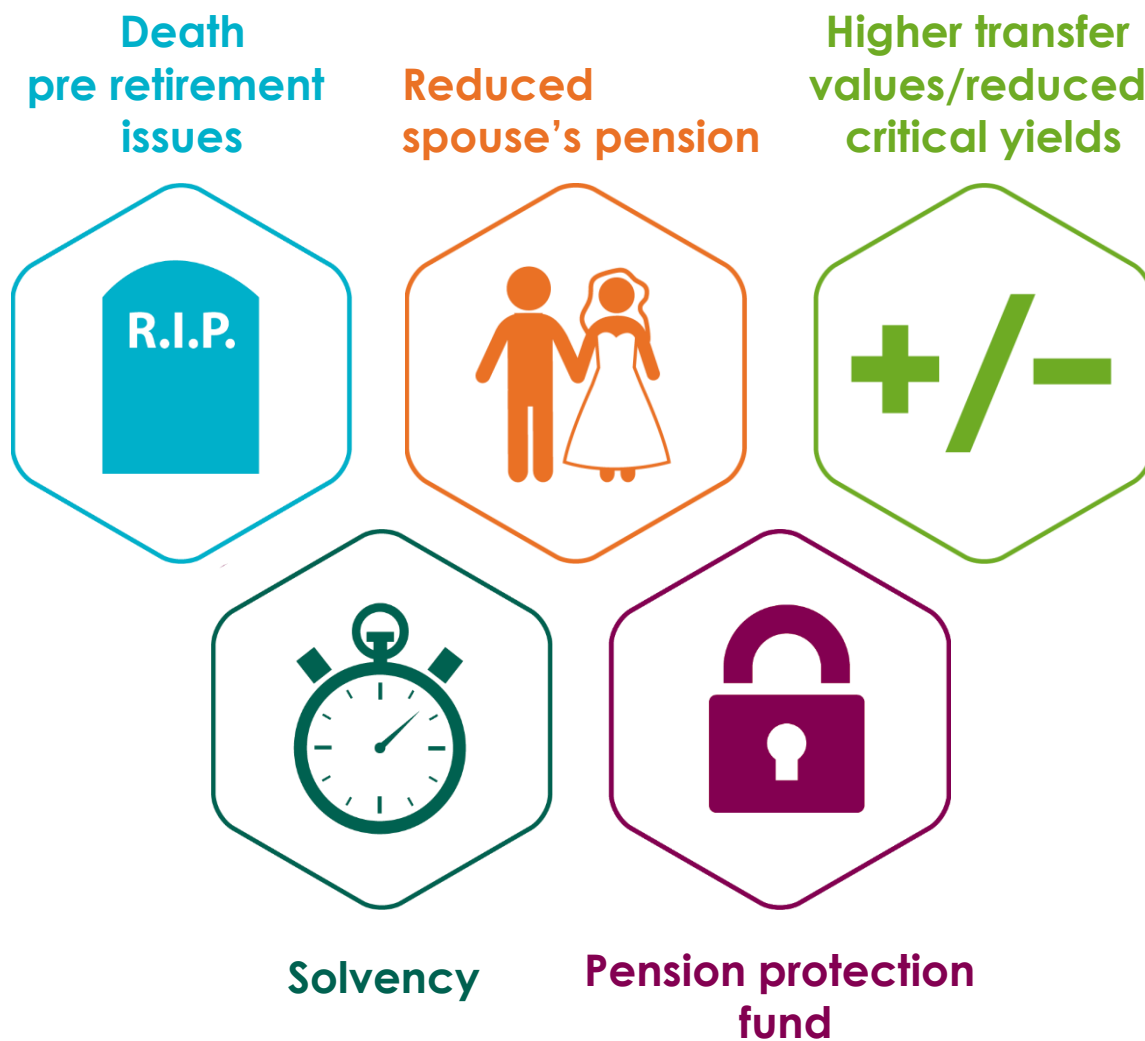 Death
pre retirement
issues
Reduced
spouse’s pension
Higher transfer
values/reduced
critical yields
R.I.P.
+/-
Solvency
Pension protection
fund